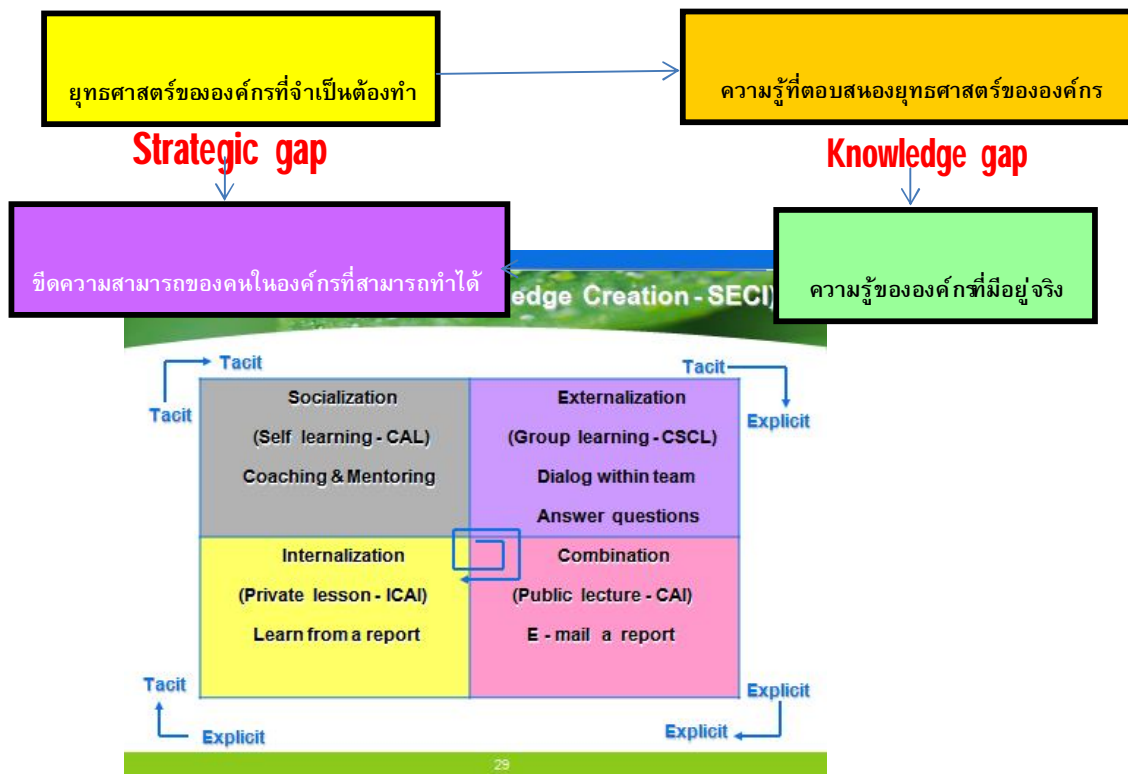 ยุทธศาสตร์ขององค์กรที่จำเป็นต้องทำ
ความรู้ที่ตอบสนองยุทธศาสตร์ขององค์กร
Strategic gap
Knowledge gap
ขีดความสามารถของคนในองค์กรที่สามารถทำได้
ความรู้ขององค์กรที่มีอยู่จริง
edge Creation - SECI)
Tacit
Tacit
Tacit
Explicit
Socialization
(Self learning - CAL)
Coaching & Mentoring
Externalization
(Group learning - CSCL)
Dialog within team
Answer questions
Internalization
(Private lesson - ICAI)
Learn from a report
Combination
(Public lecture - CAI)
E - mail a report
Tacit
Explicit
Explicit
Explicit
29